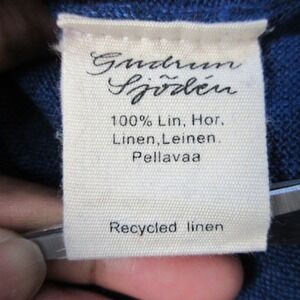 Gudrun
Sjödén
100% Lin, Hor.
Linen,Leinen.
Pellavaa
Recycled linen